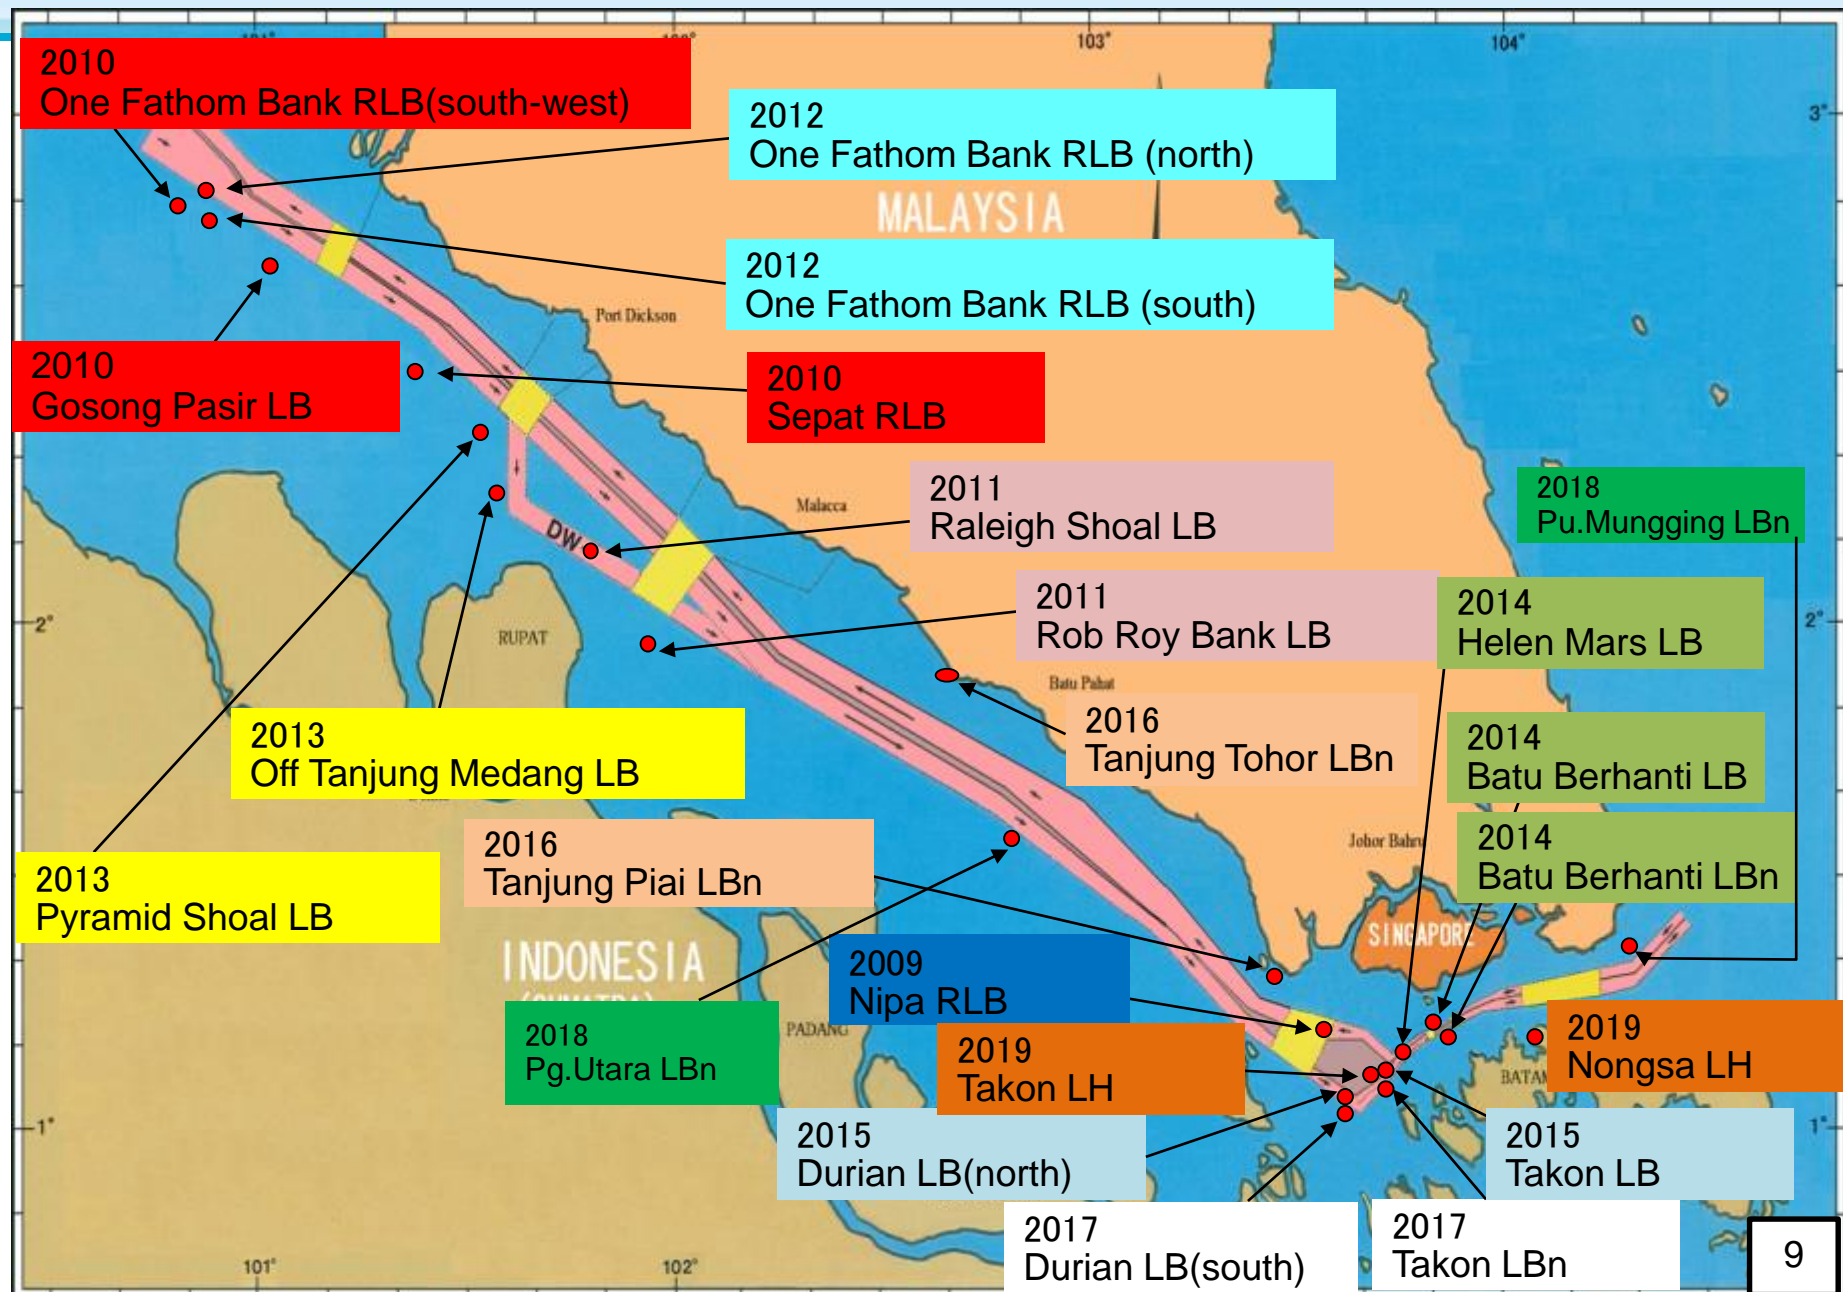 103°
104°
2010
One Fathom Bank RLB(south-west)
2012
One Fathom Bank RLB (north)
3°
MALAYSIA
2012
One Fathom Bank RLB (south)
Port Dickson
2010
Gosong Pasir LB
2010
Sepat RLB
2011
Raleigh Shoal LB
2018
Pu.Mungging LBn
Malacca
DW
2°
2°
RUPAT
2011
Rob Roy Bank LB
2014
Helen Mars LB
Batu Pahat
2013
Off Tanjung Medang LB
2016
Tanjung Tohor LBn
2014
Batu Berhanti LB
2016
Tanjung Piai LBn
Johor Bahru
2014
Batu Berhanti LBn
2013
Pyramid Shoal LB
SINGAPORE
INDONESIA
2009
Nipa RLB
PADANG
2018
Pg.Utara LBn
2019
Takon LH
BATAM
2019
Nongsa LH
1°
1°
2015
Durian LB(north)
2015
Takon LB
2017
Durian LB(south)
2017
Takon LBn
9
101°
102°